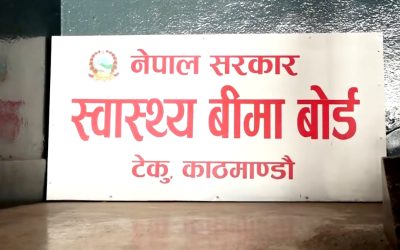 नेपाल सरकार
स्वास्थ्य बीमा बोर्ड
टेकु, काठमाण्डौ